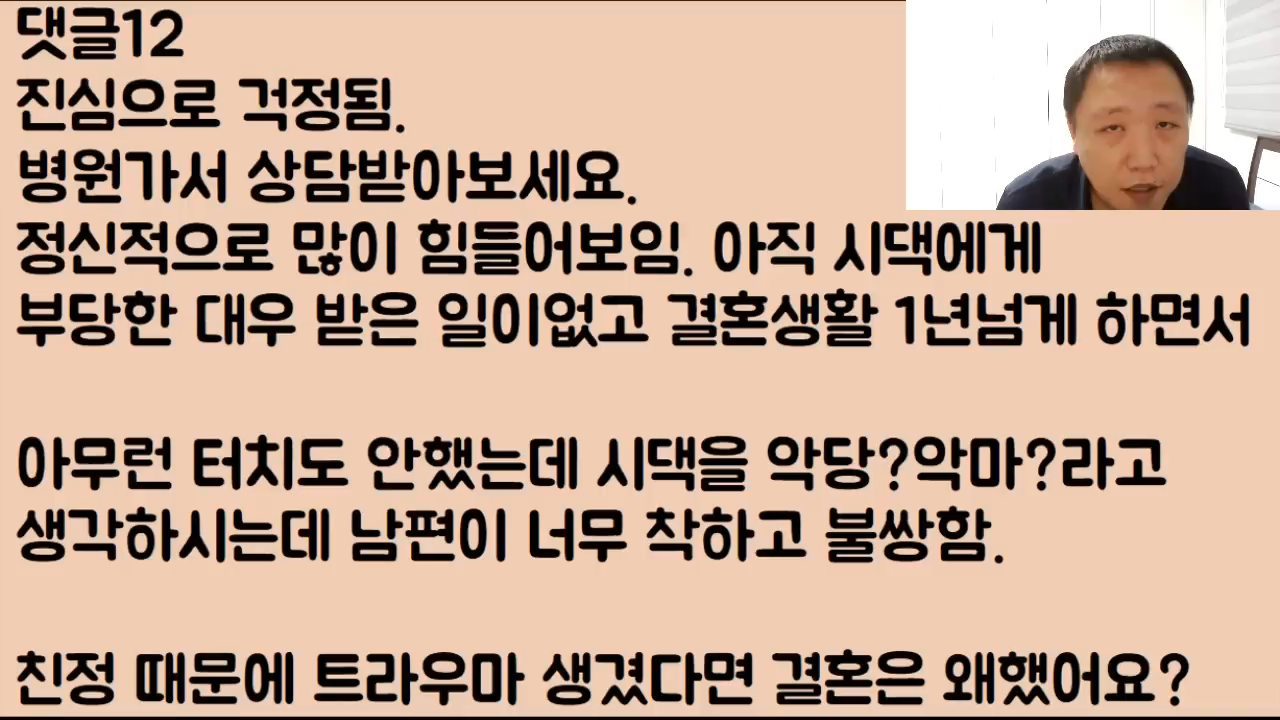 댓글12
진심으로 걱정됨.
병원가서 상담받아보세요.
정신적으로 많이 힘들어보임. 아직 시댁에게
부당한 대우 받은 일이없고 결혼생활 1년넘게 하면서
아무런 터치도 안했는데 시댁을 악당?악마?라고
생각하시는데 남편이 너무 착하고 불쌍함.
친정 때문에 트라우마 생겼다면 결혼은 왜했어요?